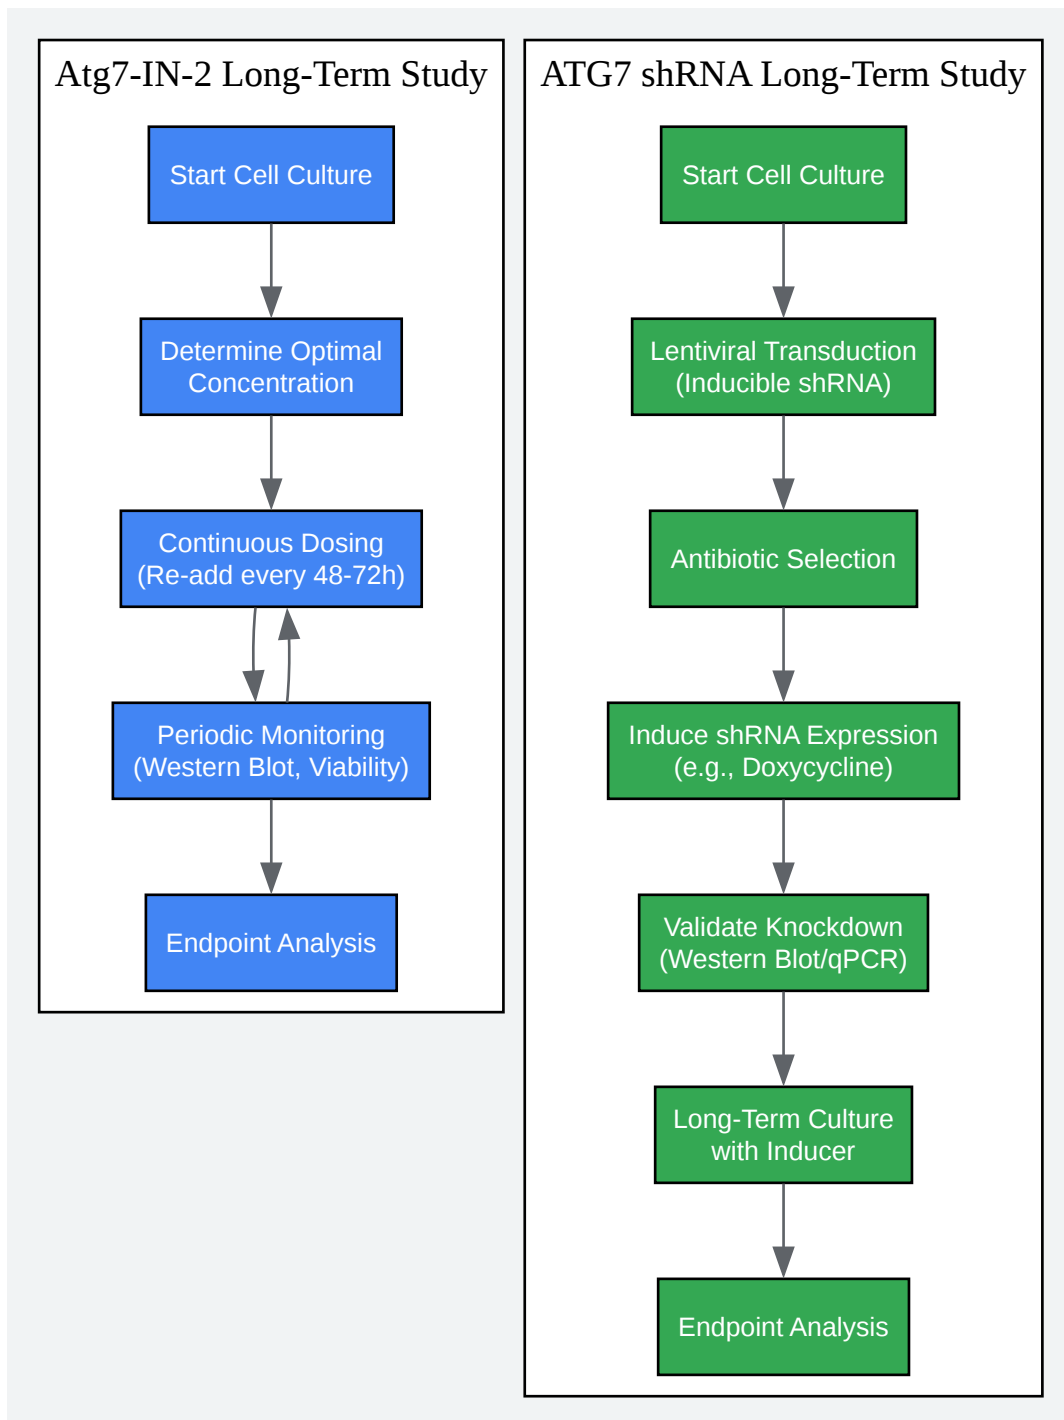 Atg7-IN-2 Long-Term Study
Start Cell Culture
Determine Optimal
Concentration
Continuous Dosing
(Re-add every 48-72h)
Periodic Monitoring
(Western Blot, Viability)
Endpoint Analysis
ATG7 shRNA Long-Term Study
Start Cell Culture
Lentiviral Transduction
(Inducible shRNA)
Antibiotic Selection
Induce shRNA Expression
(e.g., Doxycycline)
Validate Knockdown
(Western Blot/qPCR)
Long-Term Culture
with Inducer
Endpoint Analysis